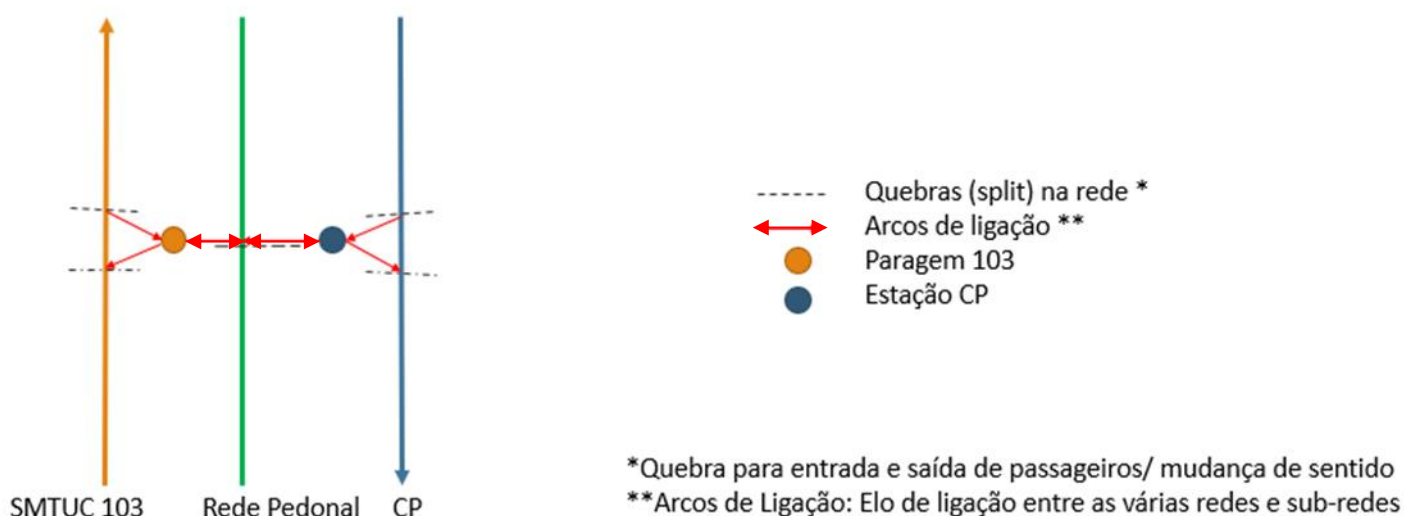 Quebras (split) na rede *
Arcos de ligação **
Paragem 103
Estação CP
*Quebra para entrada e saída de passageiros/ mudança de sentido
**Arcos de Ligação: Elo de ligação entre as várias redes e sub-redes
SMTUC 103
Rede Pedonal
CP